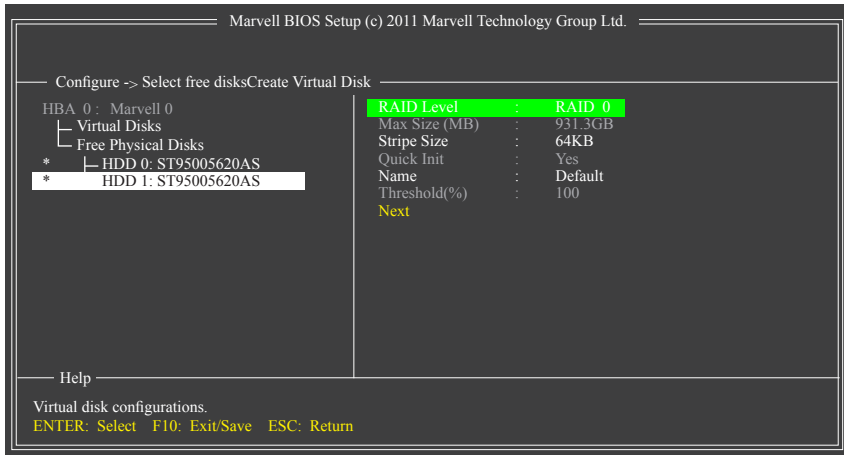 Marvell BIOS Setup (c) 2011 Marvell Technology Group Ltd.
Configure -> Select free disksCreate Virtual Disk
HBA 0 : Marvell 0
Virtual Disks
Free Physical Disks
* HDD 0: ST95005620AS
* HDD 1: ST95005620AS
RAID Level : RAID 0
Max Size (MB) : 931.3GB
Stripe Size : 64KB
Quick Init : Yes
Name : Default
Threshold(%) : 100
Next
Help
Virtual disk configurations.
ENTER: Select F10: Exit/Save ESC: Return